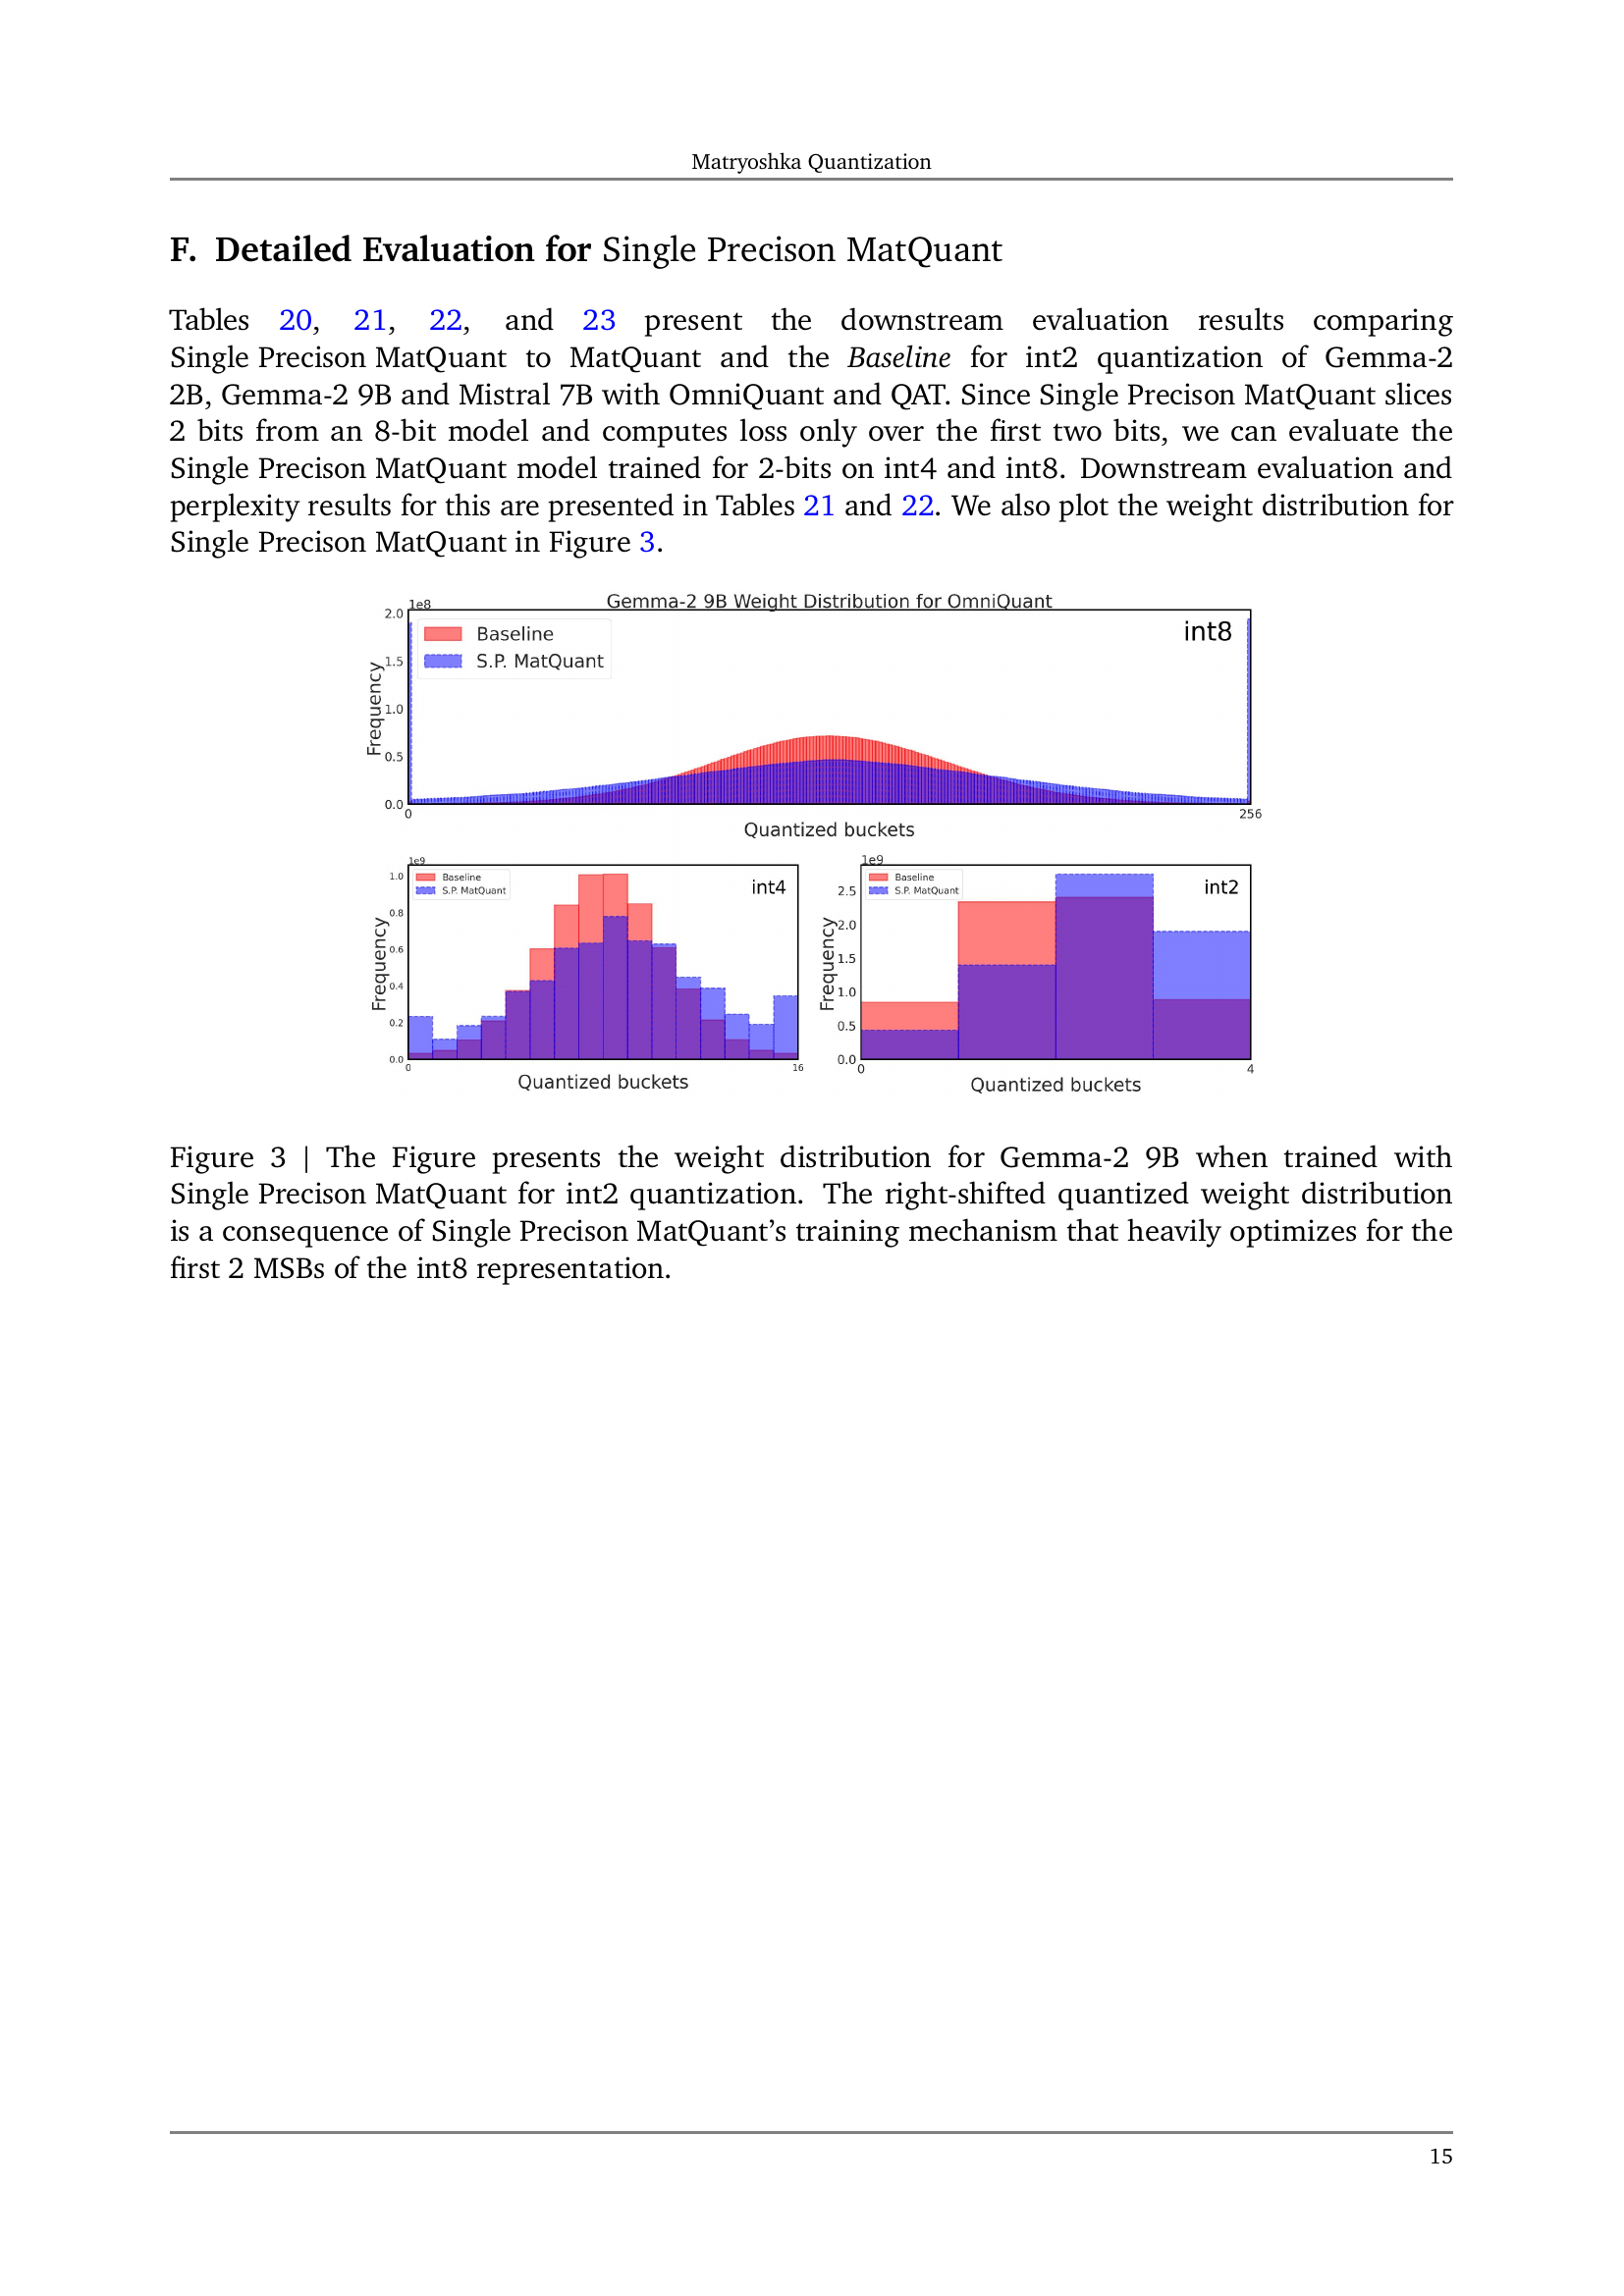 Matryoshka Quantization
F. Detailed Evaluation for Single Precison MatQuant
Tables 20, 21, 22, and 23 present the downstream evaluation results comparing
Single Precison MatQuant to MatQuant and the Baseline for int2 quantization of Gemma-2
2B, Gemma-2 9B and Mistral 7B with OmniQuant and QAT. Since Single Precison MatQuant slices
2 bits from an 8-bit model and computes loss only over the first two bits, we can evaluate the
Single Precison MatQuant model trained for 2-bits on int4 and int8. Downstream evaluation and
perplexity results for this are presented in Tables 21 and 22. We also plot the weight distribution for
Single Precison MatQuant in Figure 3.
Gemma-2 9B Weight Distribution for OmniQuant
1e8
2.0
1.5
1.0
0.5
0.0
Frequency
Baseline
S.P. MatQuant
int8
0
256
Quantized buckets
1e9
1.0
0.8
0.6
0.4
0.2
0.0
Frequency
Baseline
S.P. MatQuant
int4
0
16
Quantized buckets
1e9
2.5
2.0
1.5
1.0
0.5
0.0
Frequency
Baseline
S.P. MatQuant
int2
0
4
Quantized buckets
Figure 3 | The Figure presents the weight distribution for Gemma-2 9B when trained with
Single Precison MatQuant for int2 quantization. The right-shifted quantized weight distribution
is a consequence of Single Precison MatQuant's training mechanism that heavily optimizes for the
first 2 MSBs of the int8 representation.
15